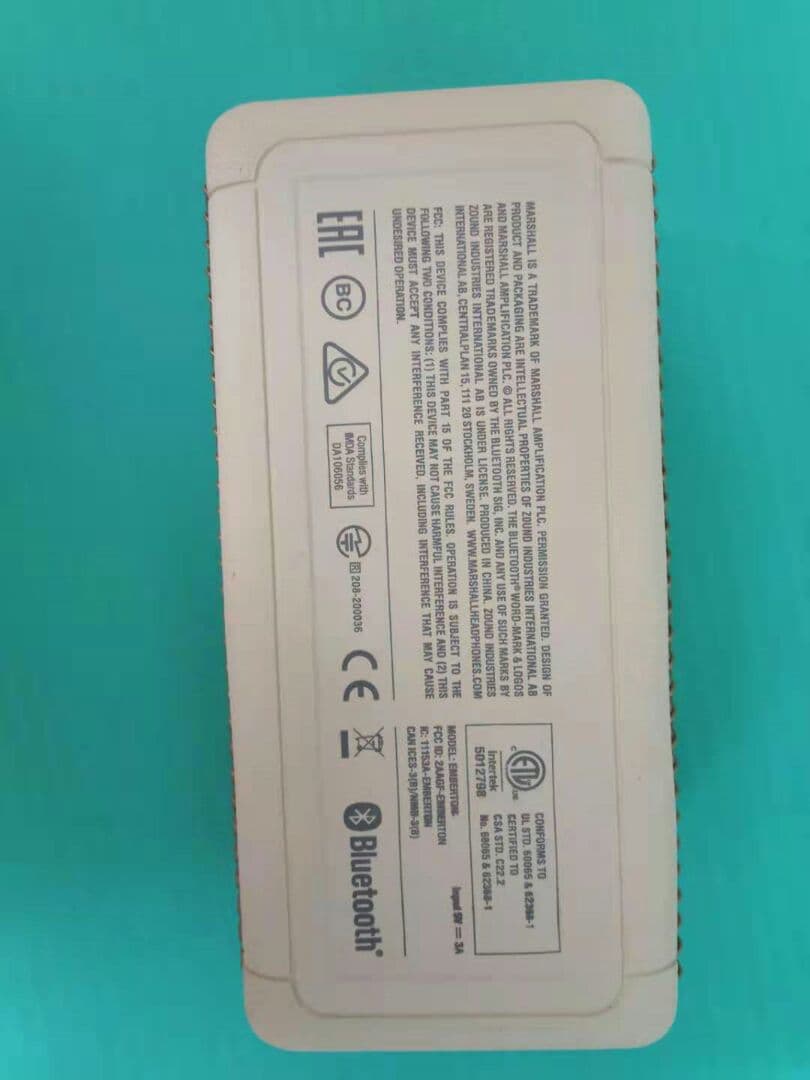 MARSHALL IS A TRADEMARK OF MARSHALL AMPLIFICATION PLC. PERMISSION GRANTED. DESIGN OF
PRODUCT AND PACKAGING ARE INTELLECTUAL PROPERTIES OF ZOUND INDUSTRIES INTERNATIONAL AB
AND MARSHALL AMPLIFICATION PLC. © ALL RIGHTS RESERVED. THE BLUETOOTH® WORD-MARK & LOGOS
ARE REGISTERED TRADEMARKS OWNED BY THE BLUETOOTH SIG, INC. AND ANY USE OF SUCH MARKS BY
ZOUND INDUSTRIES INTERNATIONAL AB IS UNDER LICENSE. PRODUCED IN CHINA. ZOUND INDUSTRIES
INTERNATIONAL AB, CENTRALPLAN 15, 111 20 STOCKHOLM, SWEDEN. WWW.MARSHALLHEADPHONES.COM
FCC: THIS DEVICE COMPLIES WITH PART 15 OF THE FCC RULES. OPERATION IS SUBJECT TO THE
FOLLOWING TWO CONDITIONS: (1) THIS DEVICE MAY NOT CAUSE HARMFUL INTERFERENCE AND (2) THIS
DEVICE MUST ACCEPT ANY INTERFERENCE RECEIVED, INCLUDING INTERFERENCE THAT MAY CAUSE
UNDESIRED OPERATION.
EAC
BC
Complies with
IMDA Standards
DA106056
R 208-200036
CE
c ETL us
Intertek
5012798
CONFORMS TO
UL STD. 60065 & 62368-1
CERTIFIED TO
CSA STD. C22.2
No. 60065 & 62368-1
MODEL: EMBERTON
Input 9V ⎓ 3A
FCC ID: 2AAGF-EMBERTON
IC: 11153A-EMBERTON
CAN ICES-3(B)/NMB-3(B)
Bluetooth®